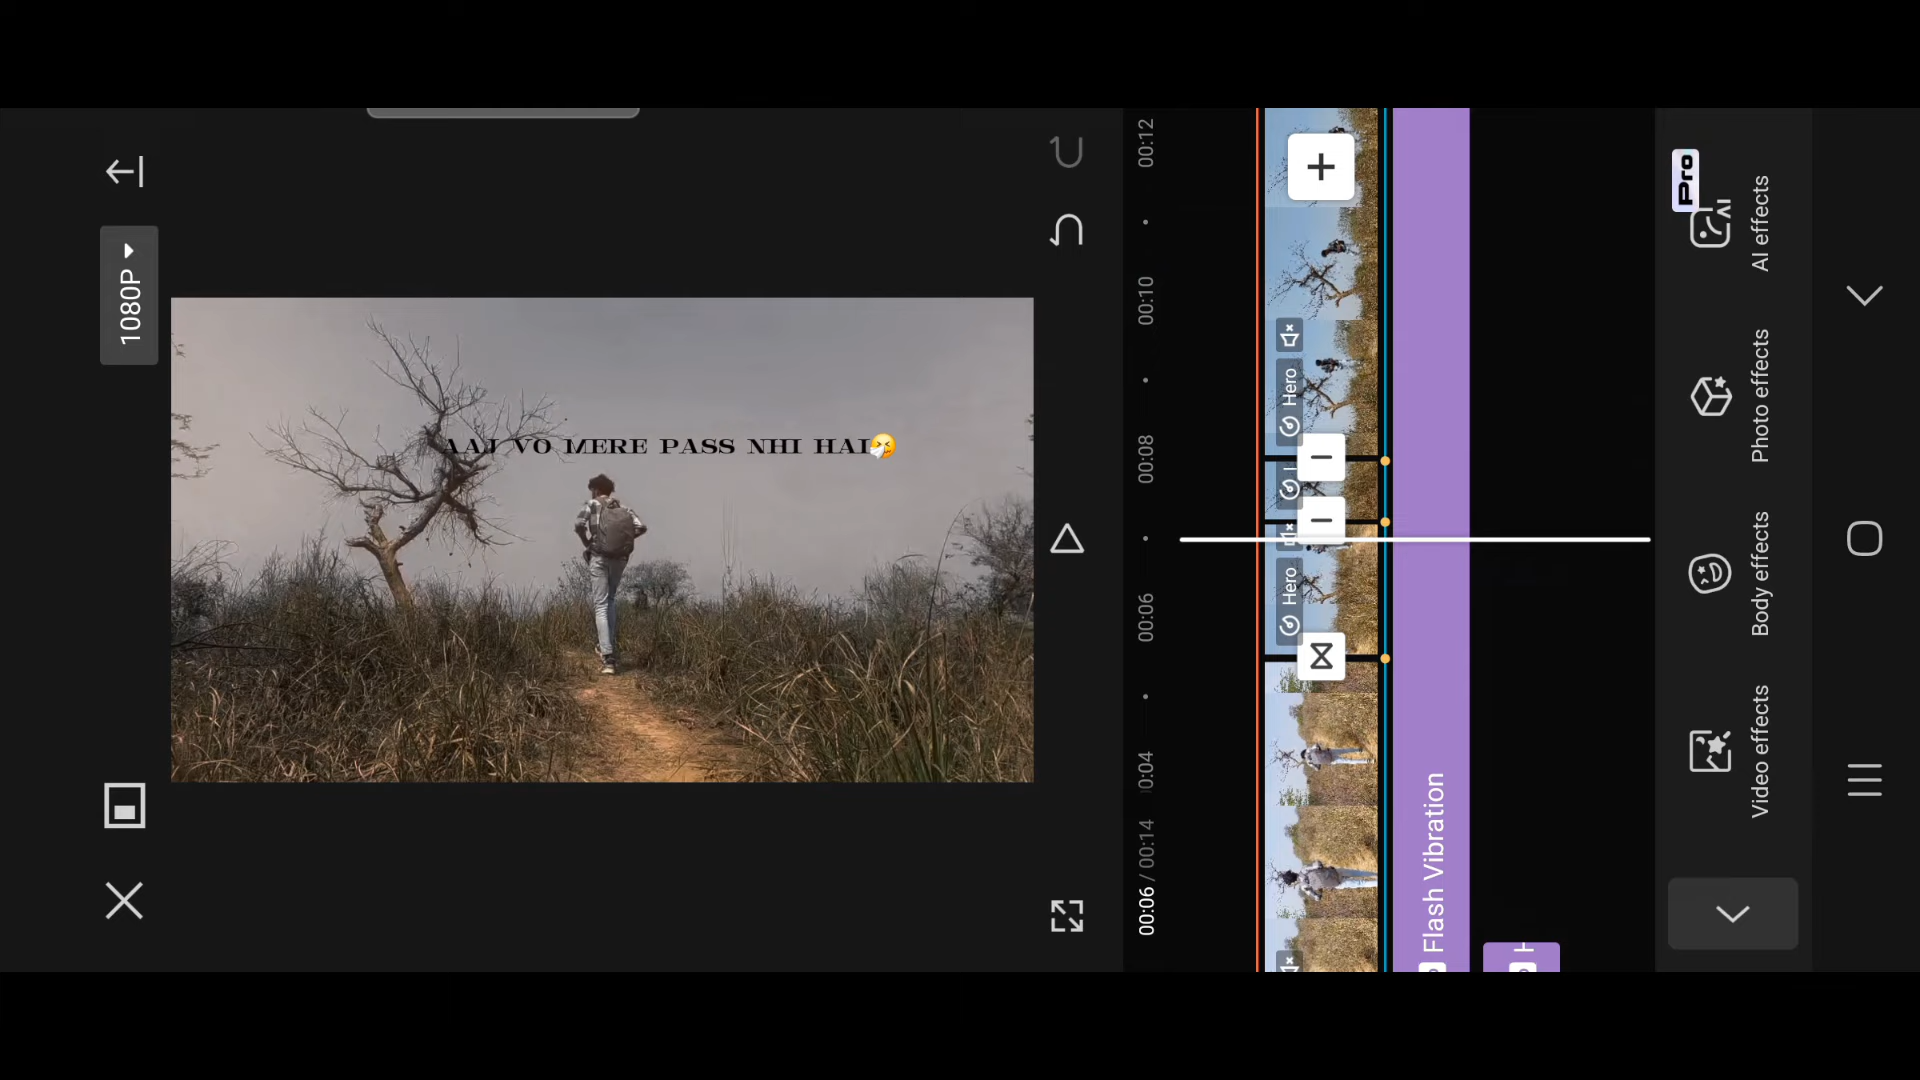 1080P
AAJ VO MERE PASS NHI HAI🤧
00:06 / 00:14
00:04
00:06
00:08
00:10
00:12
Hero
Hero
Flash Vibration
Video effects
Body effects
Photo effects
AI effects
Pro